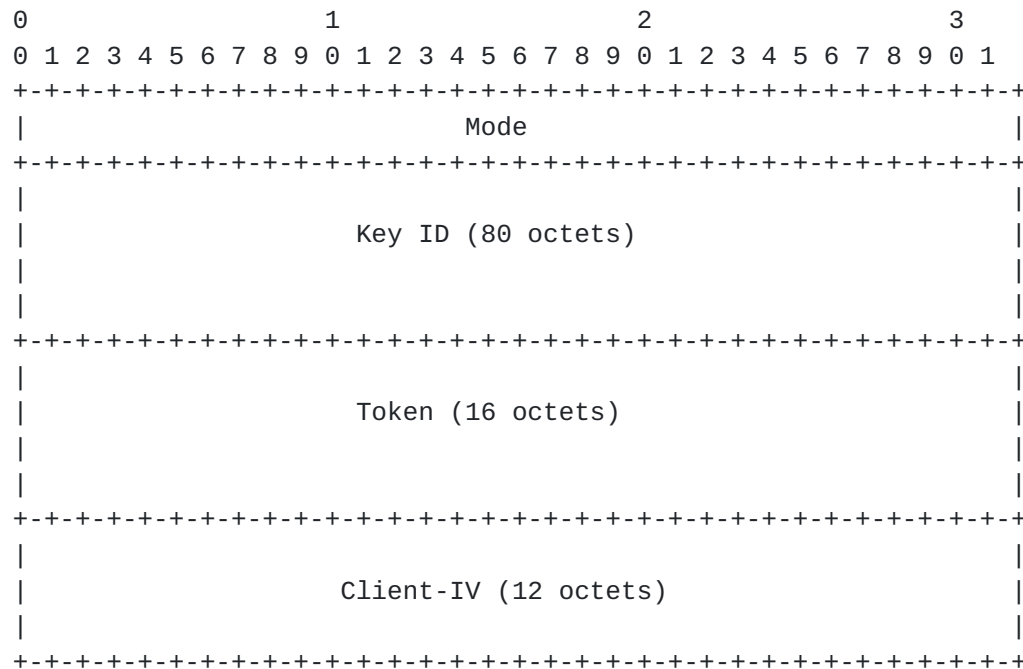 0                   1                   2                   3
0 1 2 3 4 5 6 7 8 9 0 1 2 3 4 5 6 7 8 9 0 1 2 3 4 5 6 7 8 9 0 1
+-+-+-+-+-+-+-+-+-+-+-+-+-+-+-+-+-+-+-+-+-+-+-+-+-+-+-+-+-+-+-+-+
|                            Mode                               |
+-+-+-+-+-+-+-+-+-+-+-+-+-+-+-+-+-+-+-+-+-+-+-+-+-+-+-+-+-+-+-+-+
|                                                               |
|                     Key ID (80 octets)                        |
|                                                               |
|                                                               |
+-+-+-+-+-+-+-+-+-+-+-+-+-+-+-+-+-+-+-+-+-+-+-+-+-+-+-+-+-+-+-+-+
|                                                               |
|                     Token (16 octets)                         |
|                                                               |
|                                                               |
+-+-+-+-+-+-+-+-+-+-+-+-+-+-+-+-+-+-+-+-+-+-+-+-+-+-+-+-+-+-+-+-+
|                                                               |
|                    Client-IV (12 octets)                      |
|                                                               |
+-+-+-+-+-+-+-+-+-+-+-+-+-+-+-+-+-+-+-+-+-+-+-+-+-+-+-+-+-+-+-+-+